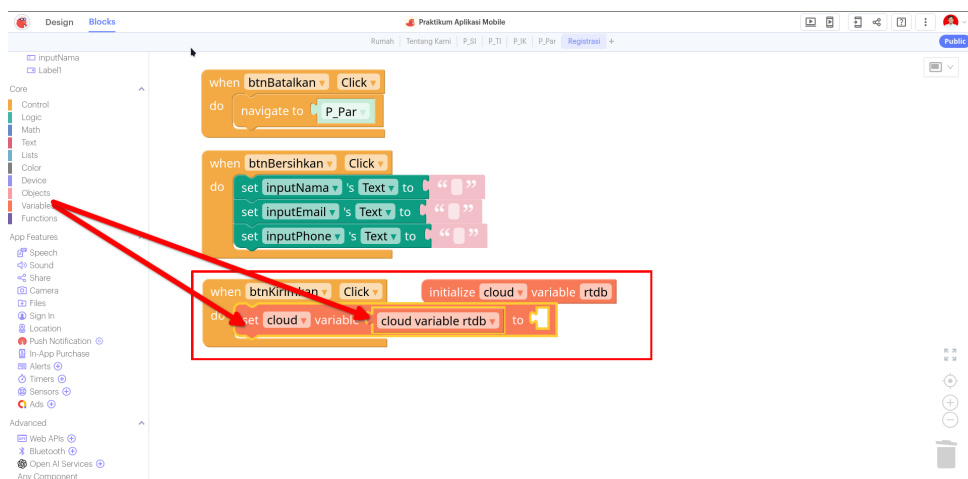 Design Blocks Praktikum Aplikasi Mobile
Rumah Tentang Kami P_SI P_TI P_IK P_Par Registrasi +
Public
inputNama
Label1
Core
Control
Logic
Math
Text
Lists
Color
Device
Objects
Variables
Functions
App Features
Speech
Sound
Share
Camera
Files
Sign In
Location
Push Notification
In-App Purchase
Alerts
Timers
Sensors
Ads
Advanced
Web APIs
Bluetooth
Open AI Services
Any Component
when btnBatalkan Click
do navigate to P_Par
when btnBersihkan Click
do set inputNama 's Text to “ ”
set inputEmail 's Text to “ ”
set inputPhone 's Text to “ ”
when btnKirimkan Click initialize cloud variable rtdb
do set cloud variable cloud variable rtdb to